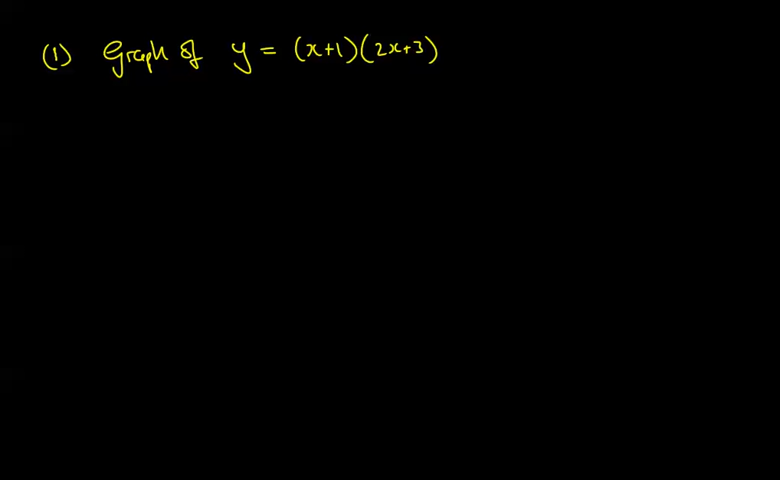 (1) Graph of y = (x+1)(2x+3)